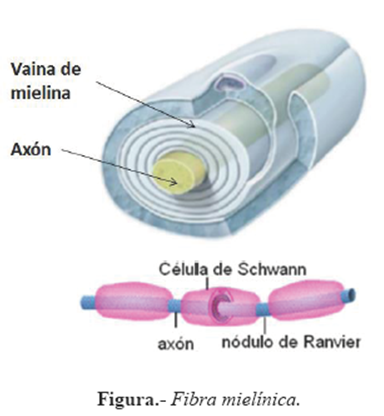 Vaina de
mielina
Axón
Célula de Schwann
axón
nódulo de Ranvier
Figura.- Fibra mielínica.